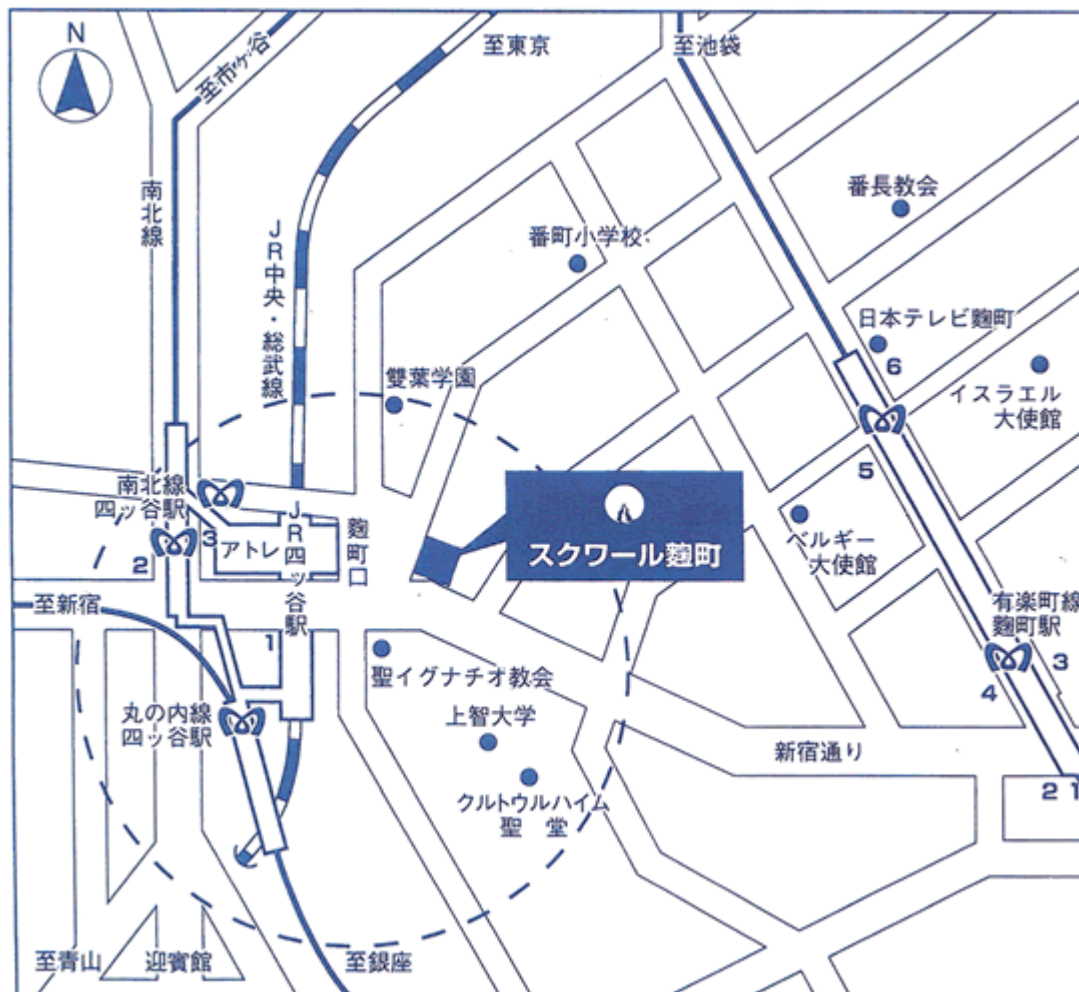 N
至市ヶ谷
至東京
至池袋
南北線
JR中央・総武線
番長教会
番町小学校
日本テレビ麴町
6
イスラエル
大使館
雙葉学園
5
南北線
四ッ谷駅
3
アトレ
2
JR四ッ谷駅
麴町口
スクワール麴町
ベルギー
大使館
至新宿
1
有楽町線
麴町駅
3
4
聖イグナチオ教会
上智大学
丸の内線
四ッ谷駅
新宿通り
クルトゥルハイム
聖 堂
2 1
至青山
迎賓館
至銀座